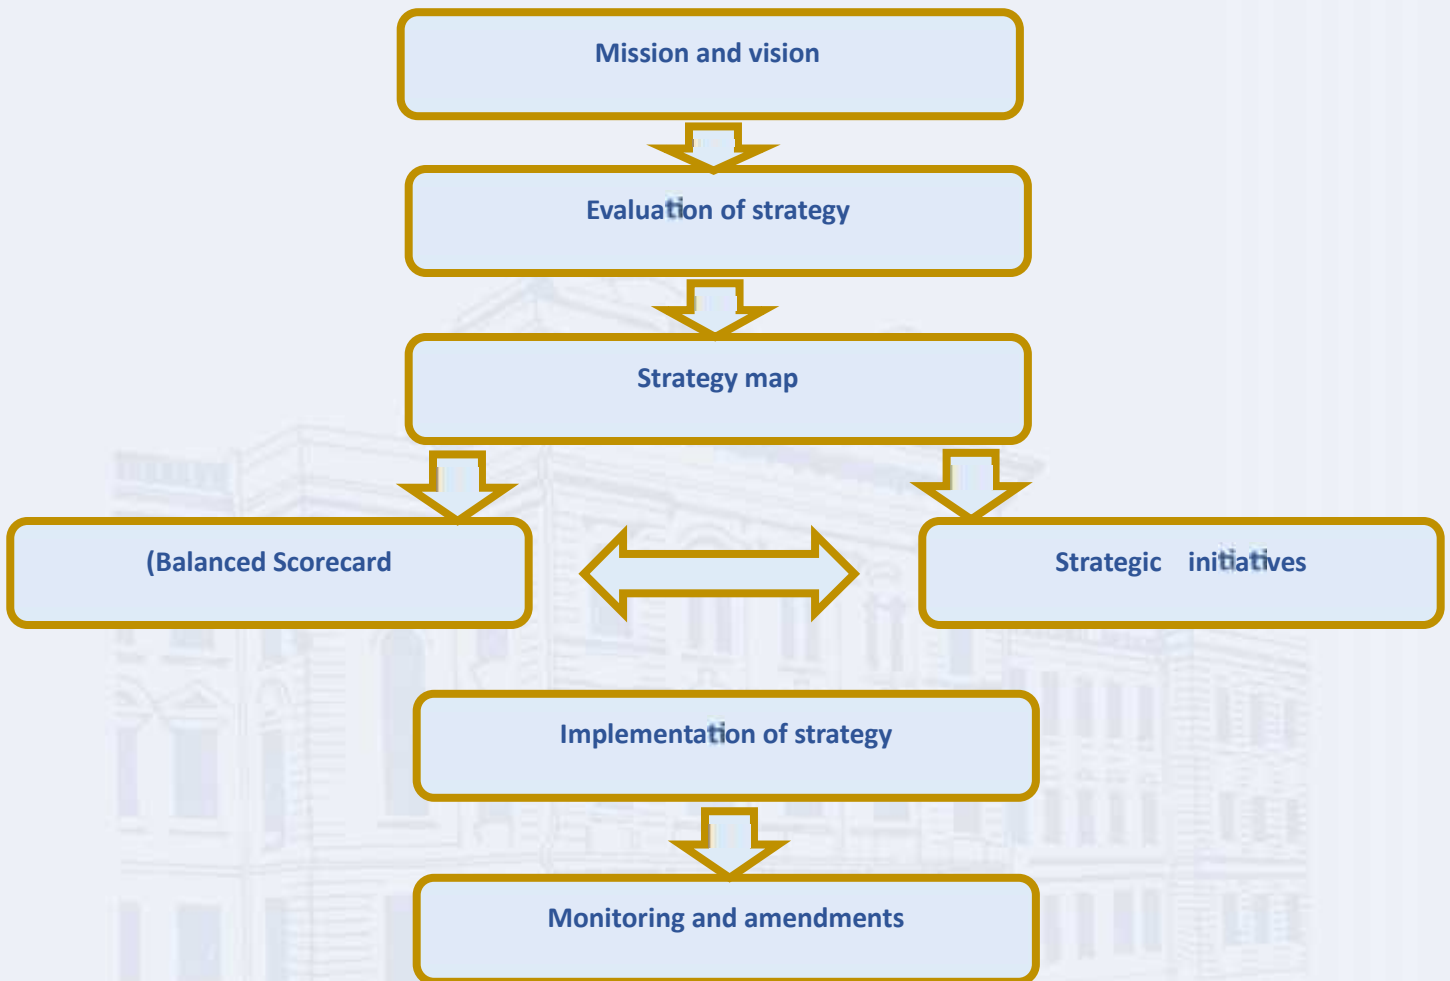 Mission and vision
Evaluation of strategy
Strategy map
(Balanced Scorecard
Strategic initiatives
Implementation of strategy
Monitoring and amendments